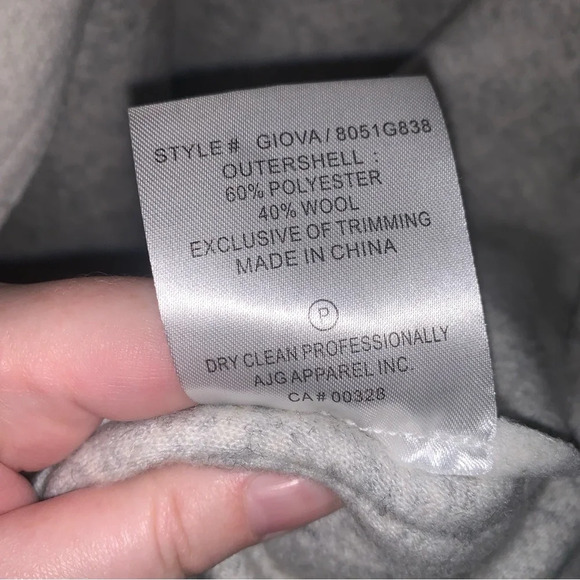 STYLE # GIOVA/8051G838
OUTERSHELL :
60% POLYESTER
40% WOOL
EXCLUSIVE OF TRIMMING
MADE IN CHINA
P
DRY CLEAN PROFESSIONALLY
AJG APPAREL INC.
CA # 00328